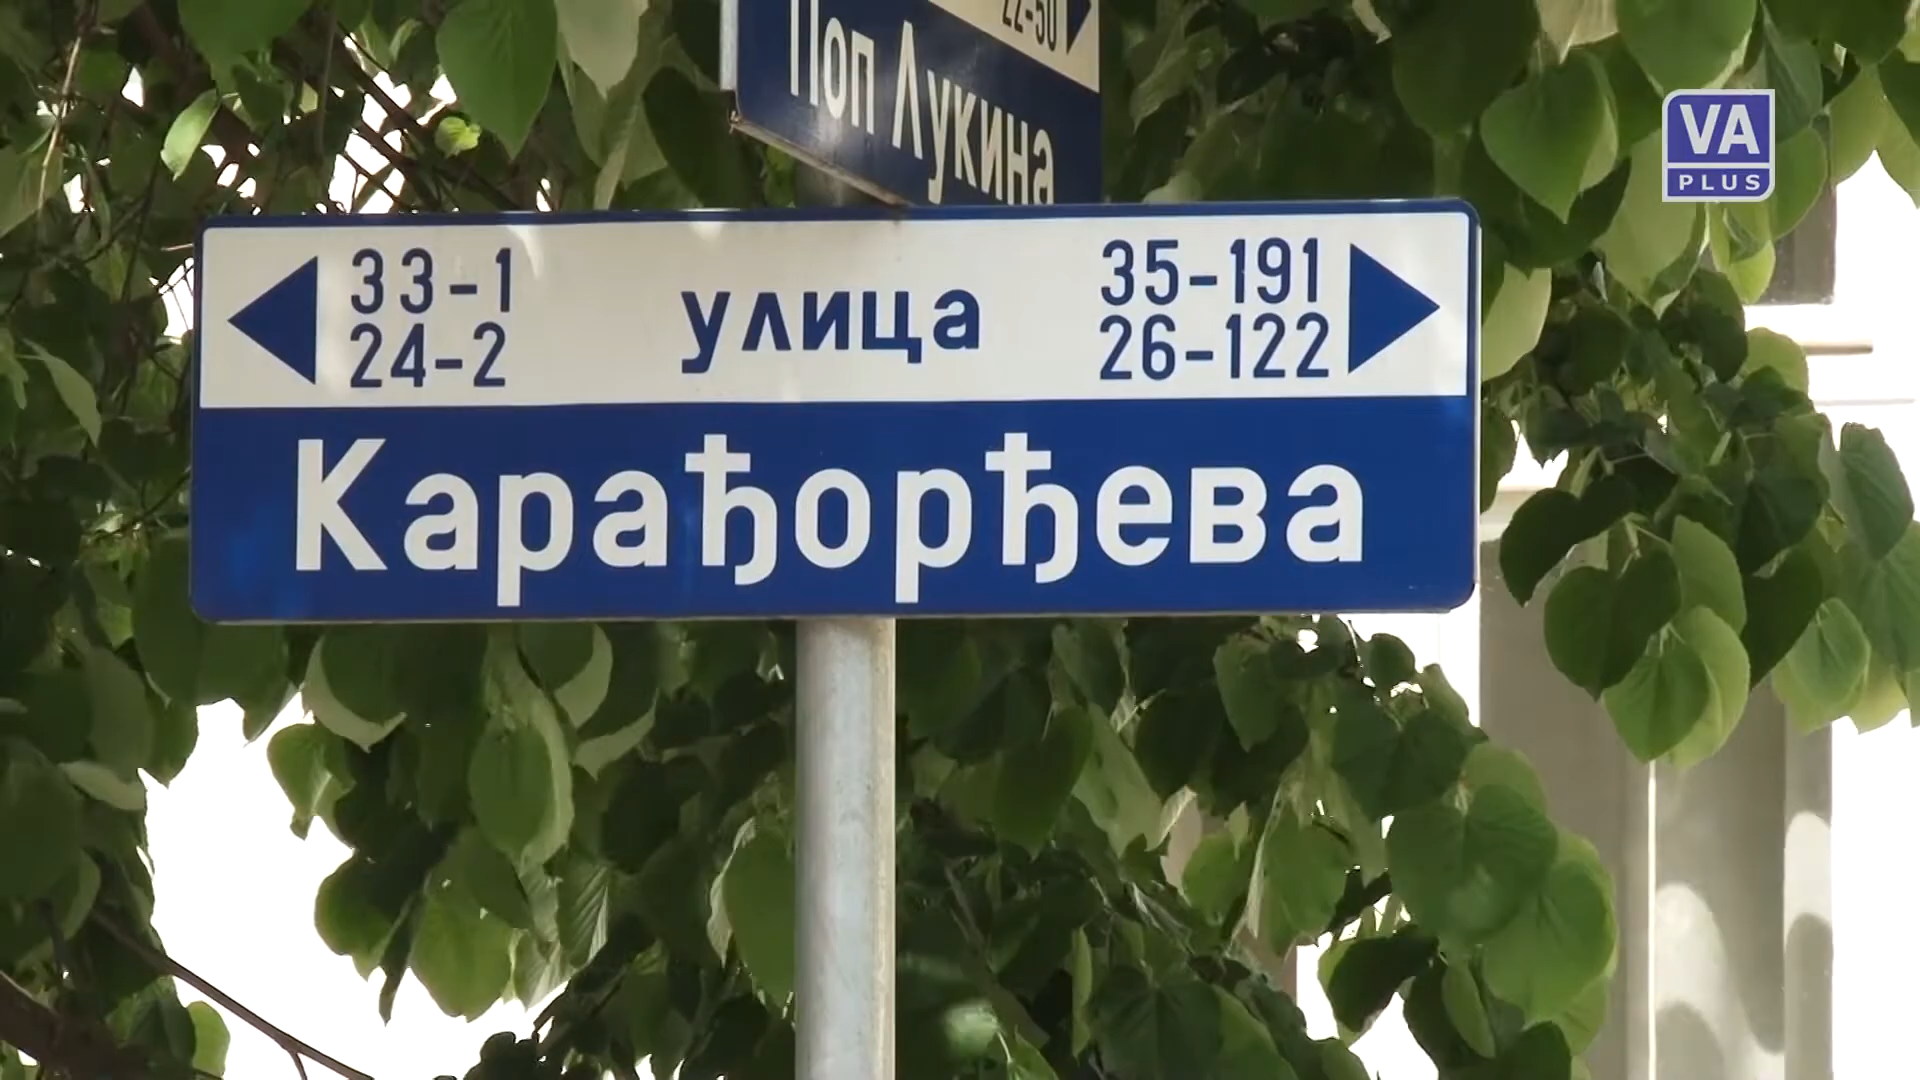 22-50
Поп Лукина
33-1
24-2
улица
35-191
26-122
Карађорђева
VA
PLUS